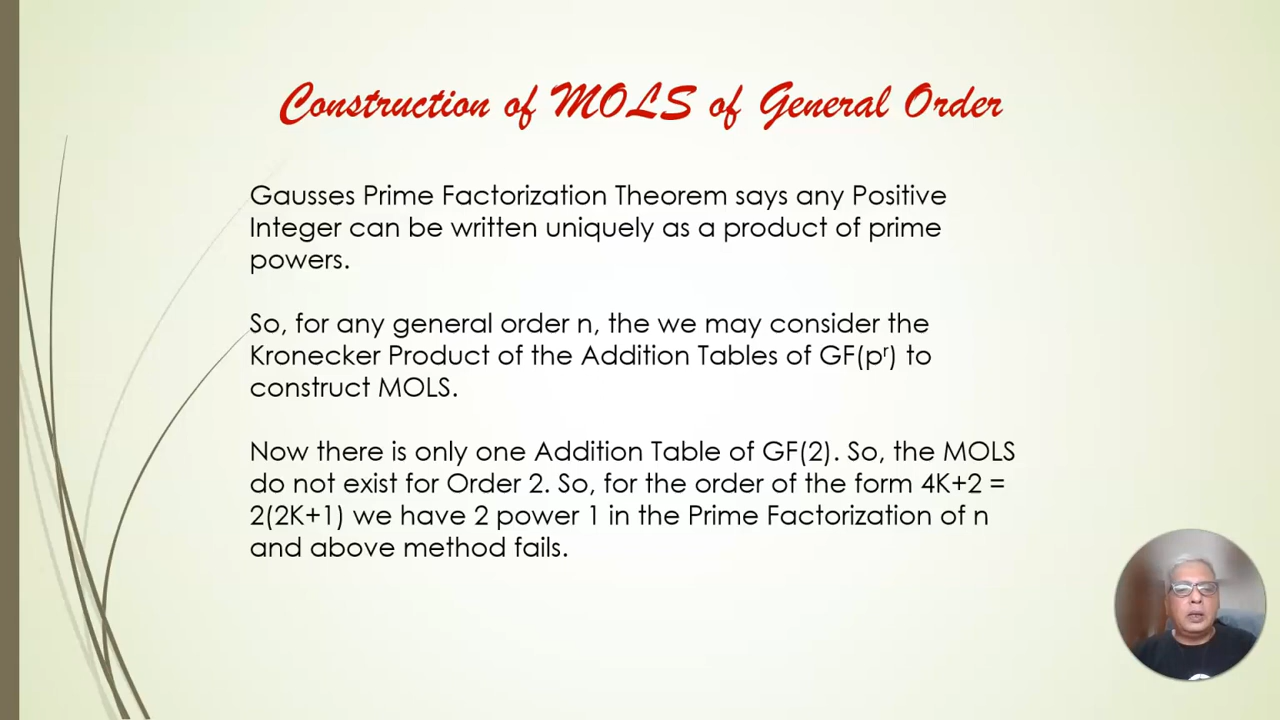 Construction of MOLS of General Order
Gausses Prime Factorization Theorem says any Positive
Integer can be written uniquely as a product of prime
powers.
So, for any general order n, the we may consider the
Kronecker Product of the Addition Tables of GF(pʳ) to
construct MOLS.
Now there is only one Addition Table of GF(2). So, the MOLS
do not exist for Order 2. So, for the order of the form 4K+2 =
2(2K+1) we have 2 power 1 in the Prime Factorization of n
and above method fails.